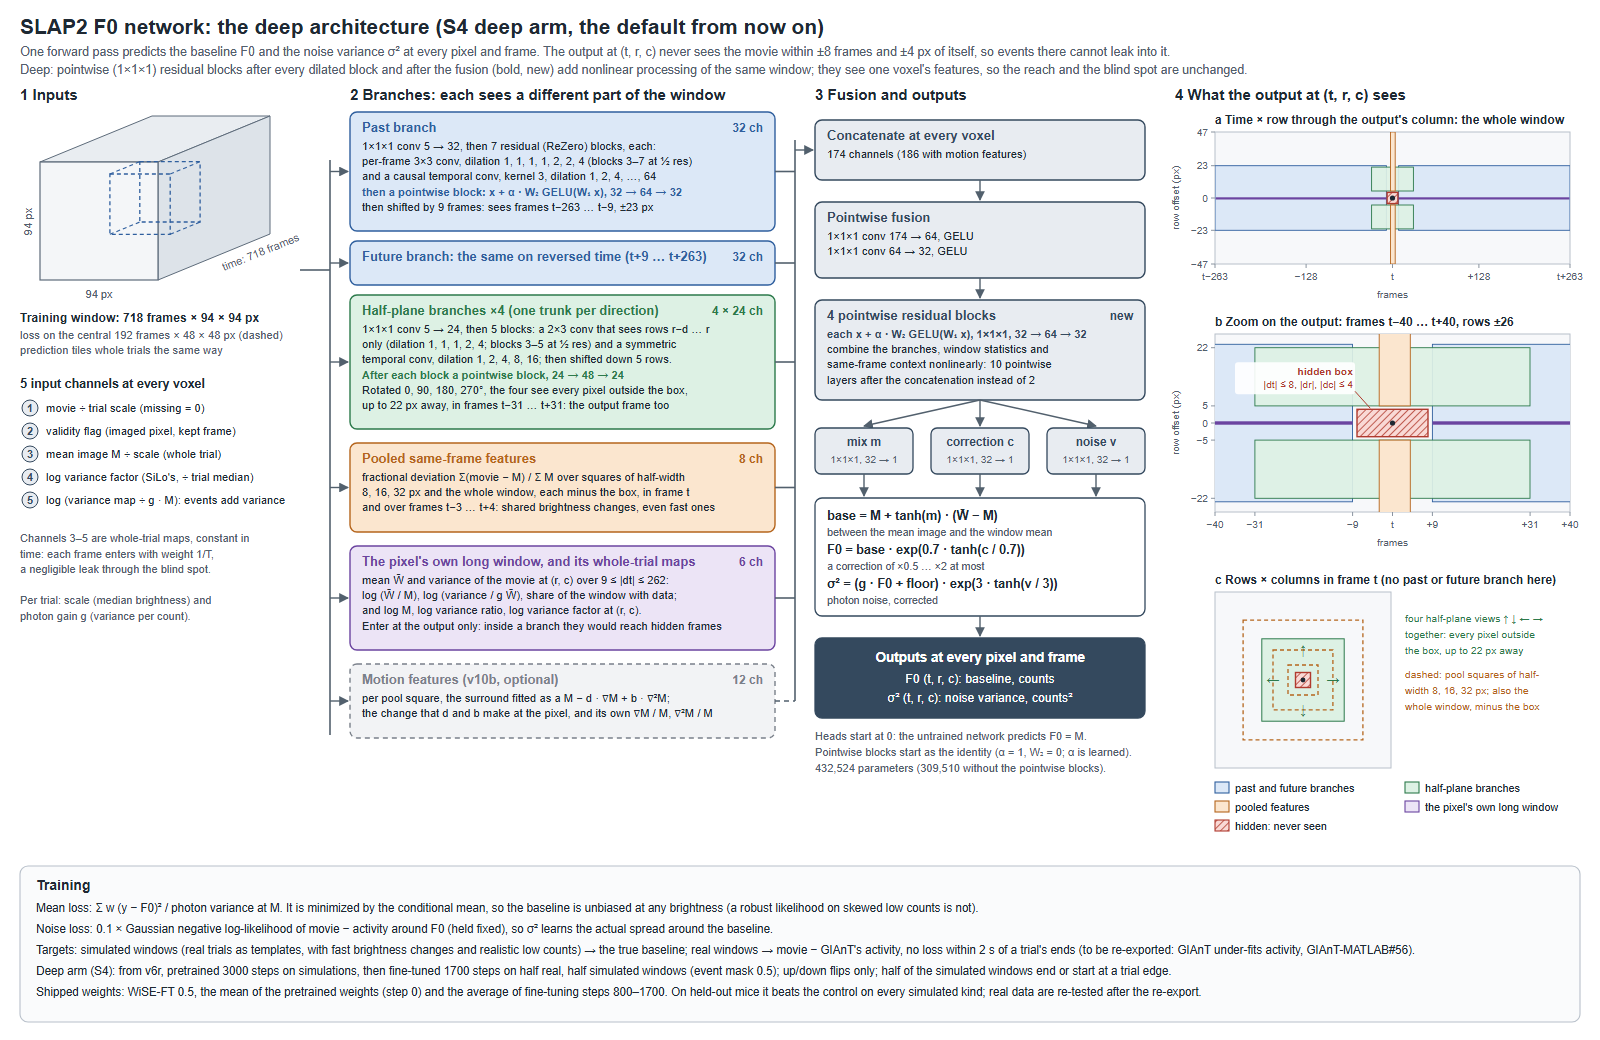 SLAP2 F0 network: the deep architecture (S4 deep arm, the default from now on)
One forward pass predicts the baseline F0 and the noise variance σ² at every pixel and frame. The output at (t, r, c) never sees the movie within ±8 frames and ±4 px of itself, so events there cannot leak into it.
Deep: pointwise (1×1×1) residual blocks after every dilated block and after the fusion (bold, new) add nonlinear processing of the same window; they see one voxel's features, so the reach and the blind spot are unchanged.
1 Inputs
94 px
94 px
time: 718 frames
Training window: 718 frames × 94 × 94 px
loss on the central 192 frames × 48 × 48 px (dashed)
prediction tiles whole trials the same way
5 input channels at every voxel
1 movie ÷ trial scale (missing = 0)
2 validity flag (imaged pixel, kept frame)
3 mean image M ÷ scale (whole trial)
4 log variance factor (SiLo's, ÷ trial median)
5 log (variance map ÷ g · M): events add variance
Channels 3–5 are whole-trial maps, constant in
time: each frame enters with weight 1/T,
a negligible leak through the blind spot.
Per trial: scale (median brightness) and
photon gain g (variance per count).
2 Branches: each sees a different part of the window
Past branch 32 ch
1×1×1 conv 5 → 32, then 7 residual (ReZero) blocks, each:
per-frame 3×3 conv, dilation 1, 1, 1, 1, 2, 2, 4 (blocks 3–7 at ½ res)
and a causal temporal conv, kernel 3, dilation 1, 2, 4, …, 64
then a pointwise block: x + α · W₂ GELU(W₁ x), 32 → 64 → 32
then shifted by 9 frames: sees frames t−263 … t−9, ±23 px
Future branch: the same on reversed time (t+9 … t+263) 32 ch
Half-plane branches ×4 (one trunk per direction) 4 × 24 ch
1×1×1 conv 5 → 24, then 5 blocks: a 2×3 conv that sees rows r−d … r
only (dilation 1, 1, 1, 2, 4; blocks 3–5 at ½ res) and a symmetric
temporal conv, dilation 1, 2, 4, 8, 16; then shifted down 5 rows.
After each block a pointwise block, 24 → 48 → 24
Rotated 0, 90, 180, 270°, the four see every pixel outside the box,
up to 22 px away, in frames t−31 … t+31: the output frame too
Pooled same-frame features 8 ch
fractional deviation Σ(movie − M) / Σ M over squares of half-width
8, 16, 32 px and the whole window, each minus the box, in frame t
and over frames t−3 … t+4: shared brightness changes, even fast ones
The pixel's own long window, and its whole-trial maps 6 ch
mean W̄ and variance of the movie at (r, c) over 9 ≤ |dt| ≤ 262:
log (W̄ / M), log (variance / g W̄), share of the window with data;
and log M, log variance ratio, log variance factor at (r, c).
Enter at the output only: inside a branch they would reach hidden frames
Motion features (v10b, optional) 12 ch
per pool square, the surround fitted as a M − d · ∇M + b · ∇²M;
the change that d and b make at the pixel, and its own ∇M / M, ∇²M / M
3 Fusion and outputs
Concatenate at every voxel
174 channels (186 with motion features)
Pointwise fusion
1×1×1 conv 174 → 64, GELU
1×1×1 conv 64 → 32, GELU
4 pointwise residual blocks new
each x + α · W₂ GELU(W₁ x), 1×1×1, 32 → 64 → 32
combine the branches, window statistics and
same-frame context nonlinearly: 10 pointwise
layers after the concatenation instead of 2
mix m
1×1×1, 32 → 1
correction c
1×1×1, 32 → 1
noise v
1×1×1, 32 → 1
base = M + tanh(m) · (W̄ − M)
between the mean image and the window mean
F0 = base · exp(0.7 · tanh(c / 0.7))
a correction of ×0.5 … ×2 at most
σ² = (g · F0 + floor) · exp(3 · tanh(v / 3))
photon noise, corrected
Outputs at every pixel and frame
F0 (t, r, c): baseline, counts
σ² (t, r, c): noise variance, counts²
Heads start at 0: the untrained network predicts F0 = M.
Pointwise blocks start as the identity (α = 1, W₂ = 0; α is learned).
432,524 parameters (309,510 without the pointwise blocks).
4 What the output at (t, r, c) sees
a Time × row through the output's column: the whole window
row offset (px)
47
23
0
−23
−47
t−263
−128
t
+128
t+263
frames
b Zoom on the output: frames t−40 … t+40, rows ±26
row offset (px)
22
5
0
−5
−22
hidden box
|dt| ≤ 8, |dr|, |dc| ≤ 4
−40
−31
−9
t
+9
+31
+40
frames
c Rows × columns in frame t (no past or future branch here)
↑
←
→
↓
four half-plane views ↑ ↓ ← →
together: every pixel outside
the box, up to 22 px away
dashed: pool squares of half-
width 8, 16, 32 px; also the
whole window, minus the box
past and future branches
half-plane branches
pooled features
the pixel's own long window
hidden: never seen
Training
Mean loss: Σ w (y − F0)² / photon variance at M. It is minimized by the conditional mean, so the baseline is unbiased at any brightness (a robust likelihood on skewed low counts is not).
Noise loss: 0.1 × Gaussian negative log-likelihood of movie − activity around F0 (held fixed), so σ² learns the actual spread around the baseline.
Targets: simulated windows (real trials as templates, with fast brightness changes and realistic low counts) → the true baseline; real windows → movie − GIAnT's activity, no loss within 2 s of a trial's ends (to be re-exported: GIAnT under-fits activity, GIAnT-MATLAB#56).
Deep arm (S4): from v6r, pretrained 3000 steps on simulations, then fine-tuned 1700 steps on half real, half simulated windows (event mask 0.5); up/down flips only; half of the simulated windows end or start at a trial edge.
Shipped weights: WiSE-FT 0.5, the mean of the pretrained weights (step 0) and the average of fine-tuning steps 800–1700. On held-out mice it beats the control on every simulated kind; real data are re-tested after the re-export.